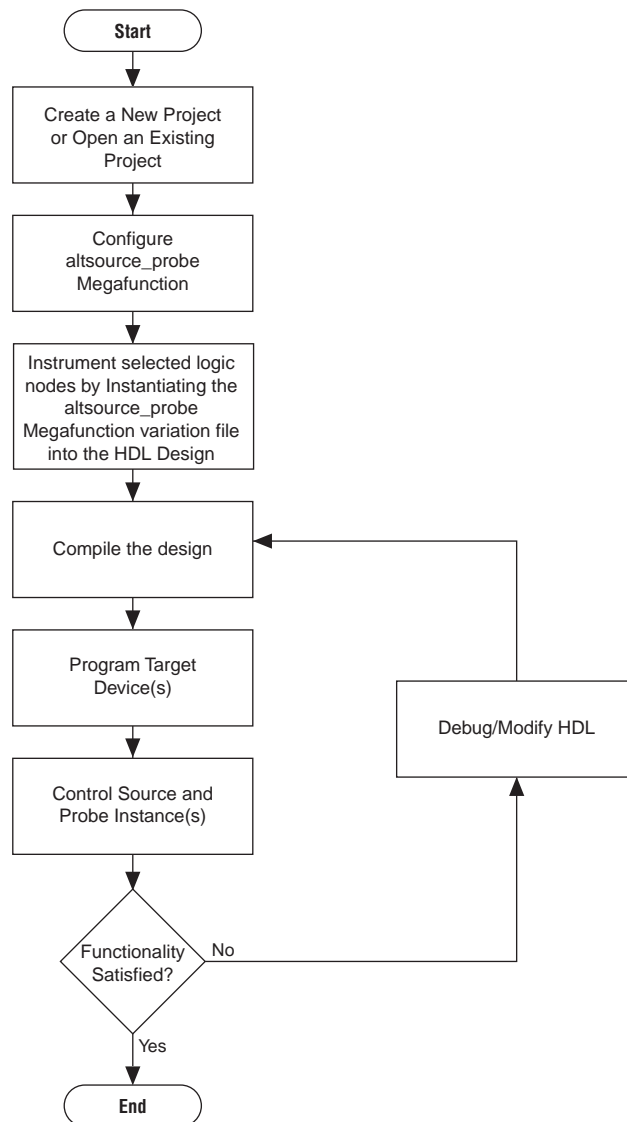 Start
Create a New Project
or Open an Existing
Project
Configure
altsource_probe
Megafunction
Instrument selected logic
nodes by Instantiating the
altsource_probe
Megafunction variation file
into the HDL Design
Compile the design
Program Target
Device(s)
Debug/Modify HDL
Control Source and
Probe Instance(s)
Functionality
Satisfied?
No
Yes
End